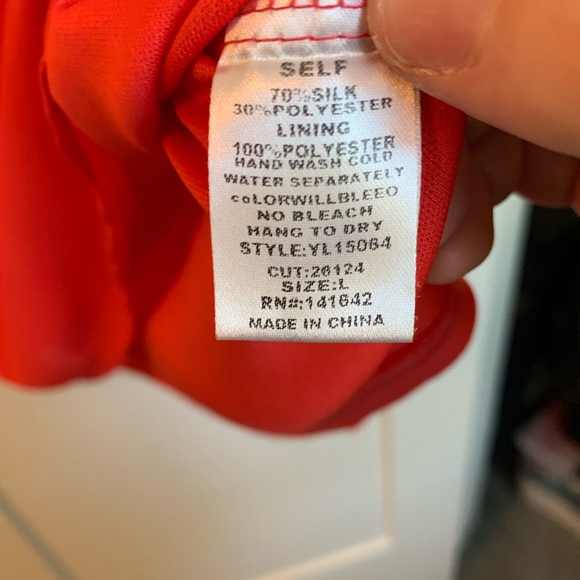 SELF
70%SILK
30%POLYESTER
LINING
100%POLYESTER
HAND WASH COLD
WATER SEPARATELY
coLORWILLBLEEO
NO BLEACH
HANG TO DRY
STYLE:YL15064
CUT:26124
SIZE:L
RN#:141642
MADE IN CHINA